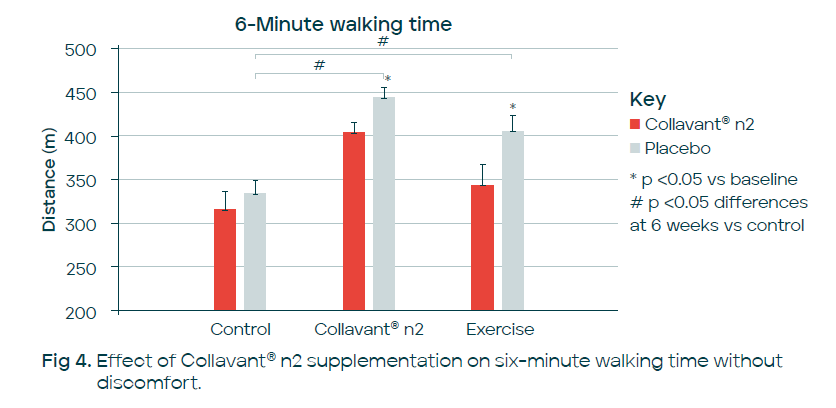 6-Minute walking time
#
#
*
*
500
450
400
350
300
250
200
Distance (m)
Control
Collavant® n2
Exercise
Key
Collavant® n2
Placebo
* p <0.05 vs baseline
# p <0.05 differences
at 6 weeks vs control
Fig 4. Effect of Collavant® n2 supplementation on six-minute walking time without
discomfort.